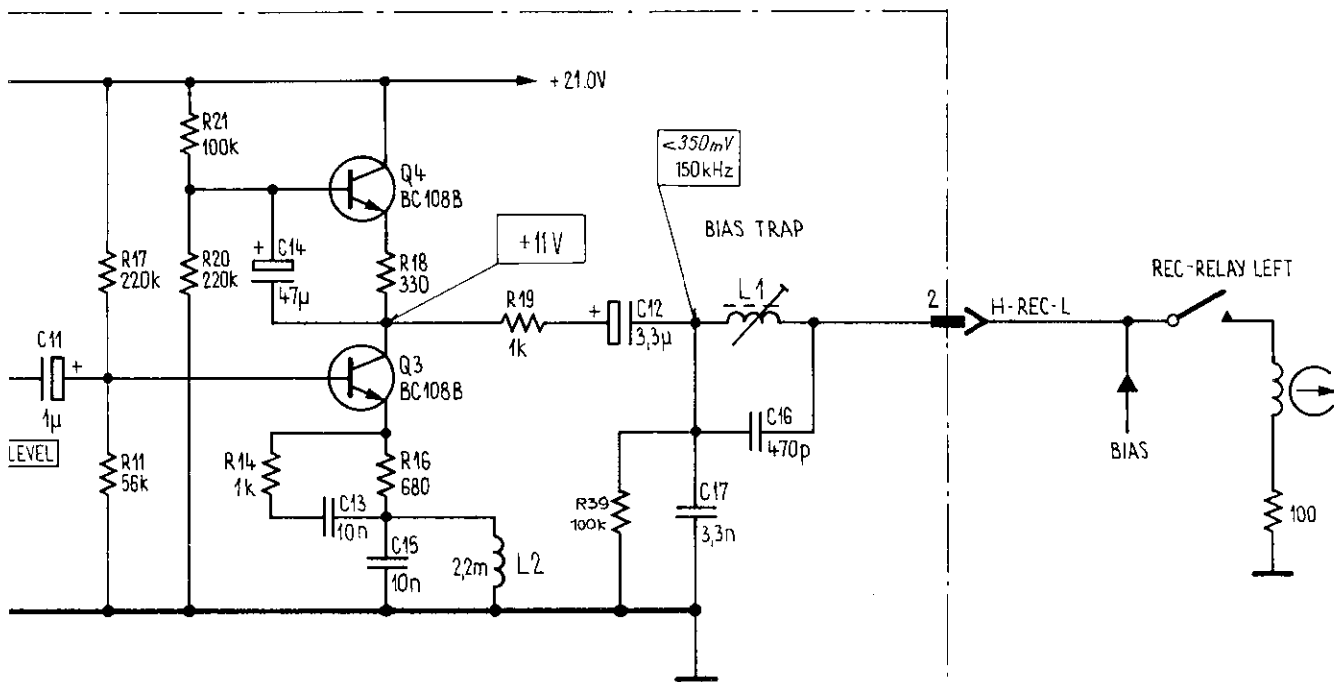 +21.0V
R21
100k
Q4
BC108B
<350mV
150kHz
BIAS TRAP
+11V
R17
220k
R20
220k
+
C14
47µ
R18
330
REC-RELAY LEFT
L1
2
H-REC-L
R19
1k
+
C12
3,3µ
C11
+
1µ
Q3
BC108B
C16
470p
BIAS
LEVEL
R11
56k
R14
1k
R16
680
C13
10n
C15
10n
2,2m
L2
R39
100k
C17
3,3n
100